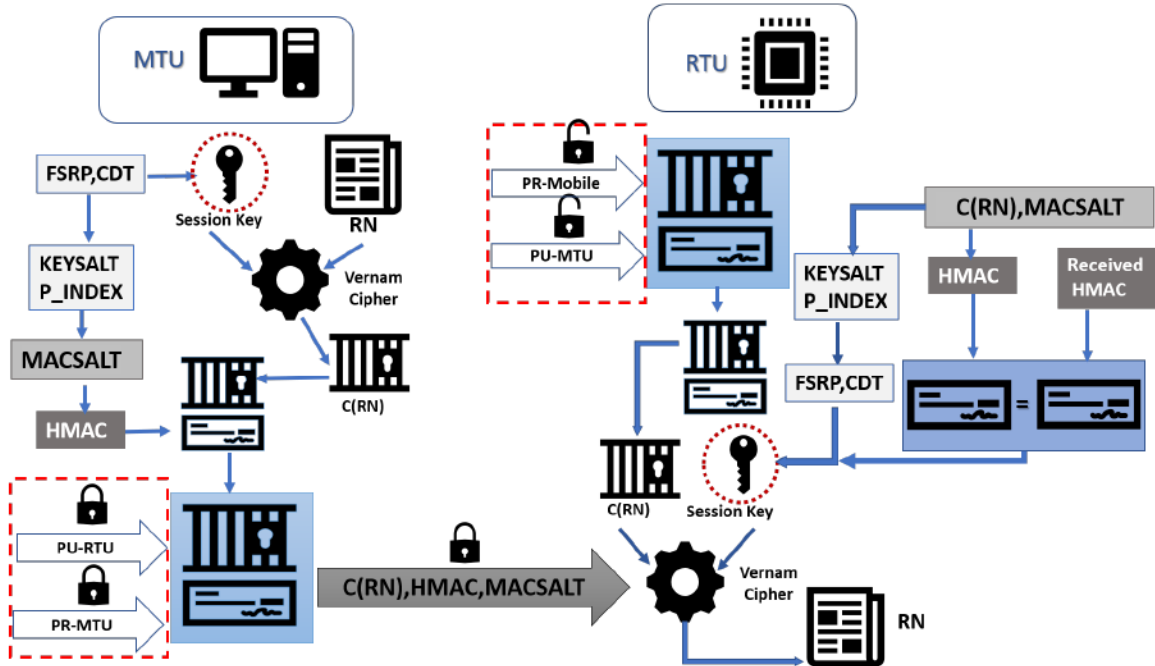 MTU
FSRP,CDT
Session Key
RN
KEYSALT
P_INDEX
Vernam
Cipher
MACSALT
C(RN)
HMAC
PU-RTU
PR-MTU
C(RN),HMAC,MACSALT
RTU
PR-Mobile
PU-MTU
C(RN),MACSALT
KEYSALT
P_INDEX
HMAC
Received
HMAC
FSRP,CDT
=
C(RN)
Session Key
Vernam
Cipher
RN